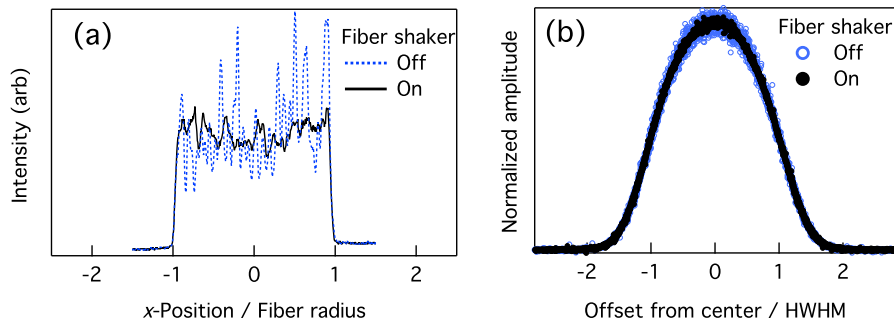 (a)
Fiber shaker
Off
On
Intensity (arb)
-2 -1 0 1 2
x-Position / Fiber radius
(b)
Fiber shaker
Off
On
Normalized amplitude
-2 -1 0 1 2
Offset from center / HWHM